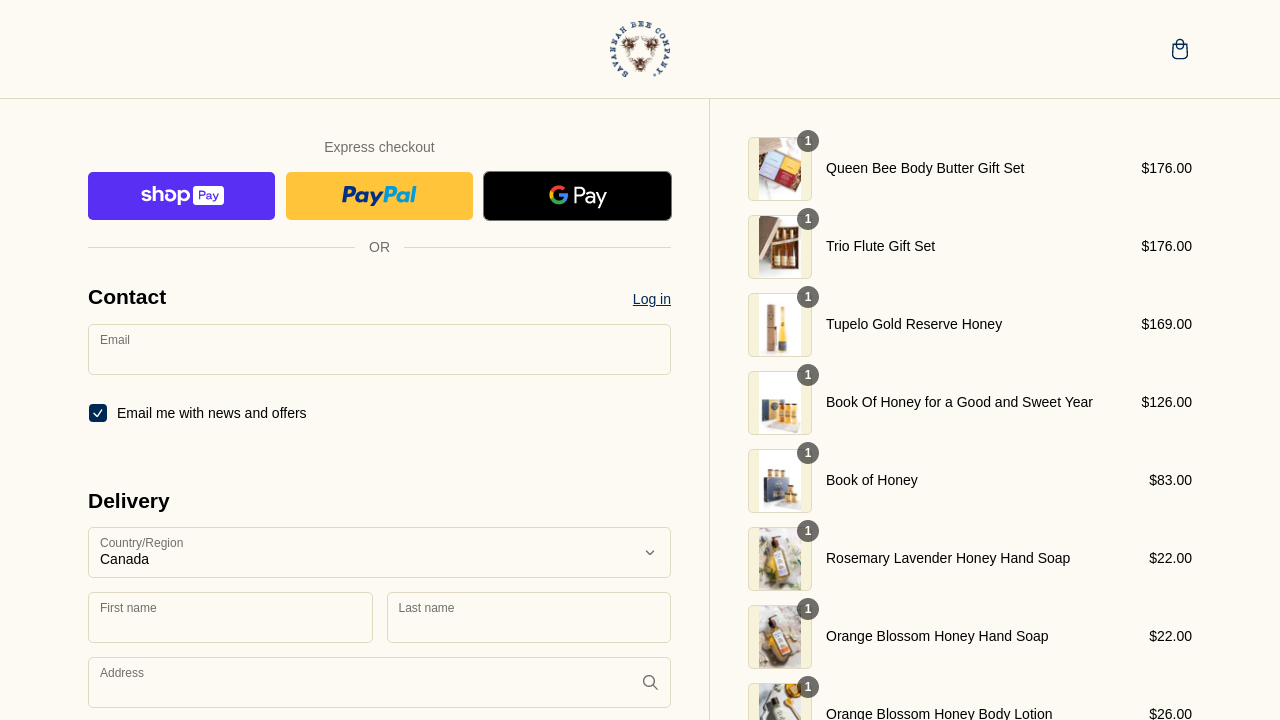 SAVANNAH BEE COMPANY
Express checkout
shop Pay
PayPal
G Pay
OR
Contact
Log in
Email
Email me with news and offers
Delivery
Country/Region
Canada
First name
Last name
Address
1
Queen Bee Body Butter Gift Set
$176.00
1
Trio Flute Gift Set
$176.00
1
Tupelo Gold Reserve Honey
$169.00
1
Book Of Honey for a Good and Sweet Year
$126.00
1
Book of Honey
$83.00
1
Rosemary Lavender Honey Hand Soap
$22.00
1
Orange Blossom Honey Hand Soap
$22.00
1
Orange Blossom Honey Body Lotion
$26.00